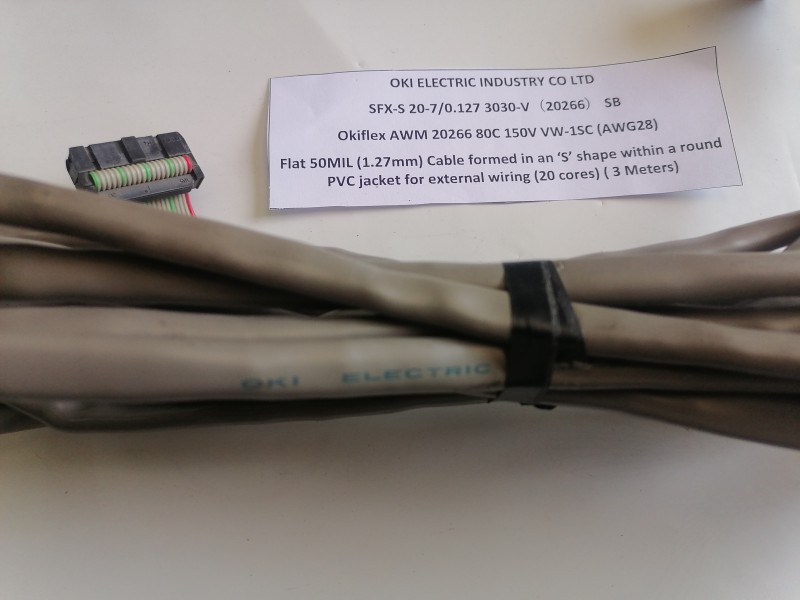 OKI ELECTRIC INDUSTRY CO LTD
SFX-S 20-7/0.127 3030-V （20266） SB
Okiflex AWM 20266 80C 150V VW-1SC (AWG28)
Flat 50MIL (1.27mm) Cable formed in an ‘S’ shape within a round
PVC jacket for external wiring (20 cores) ( 3 Meters)
OKI ELECTRIC